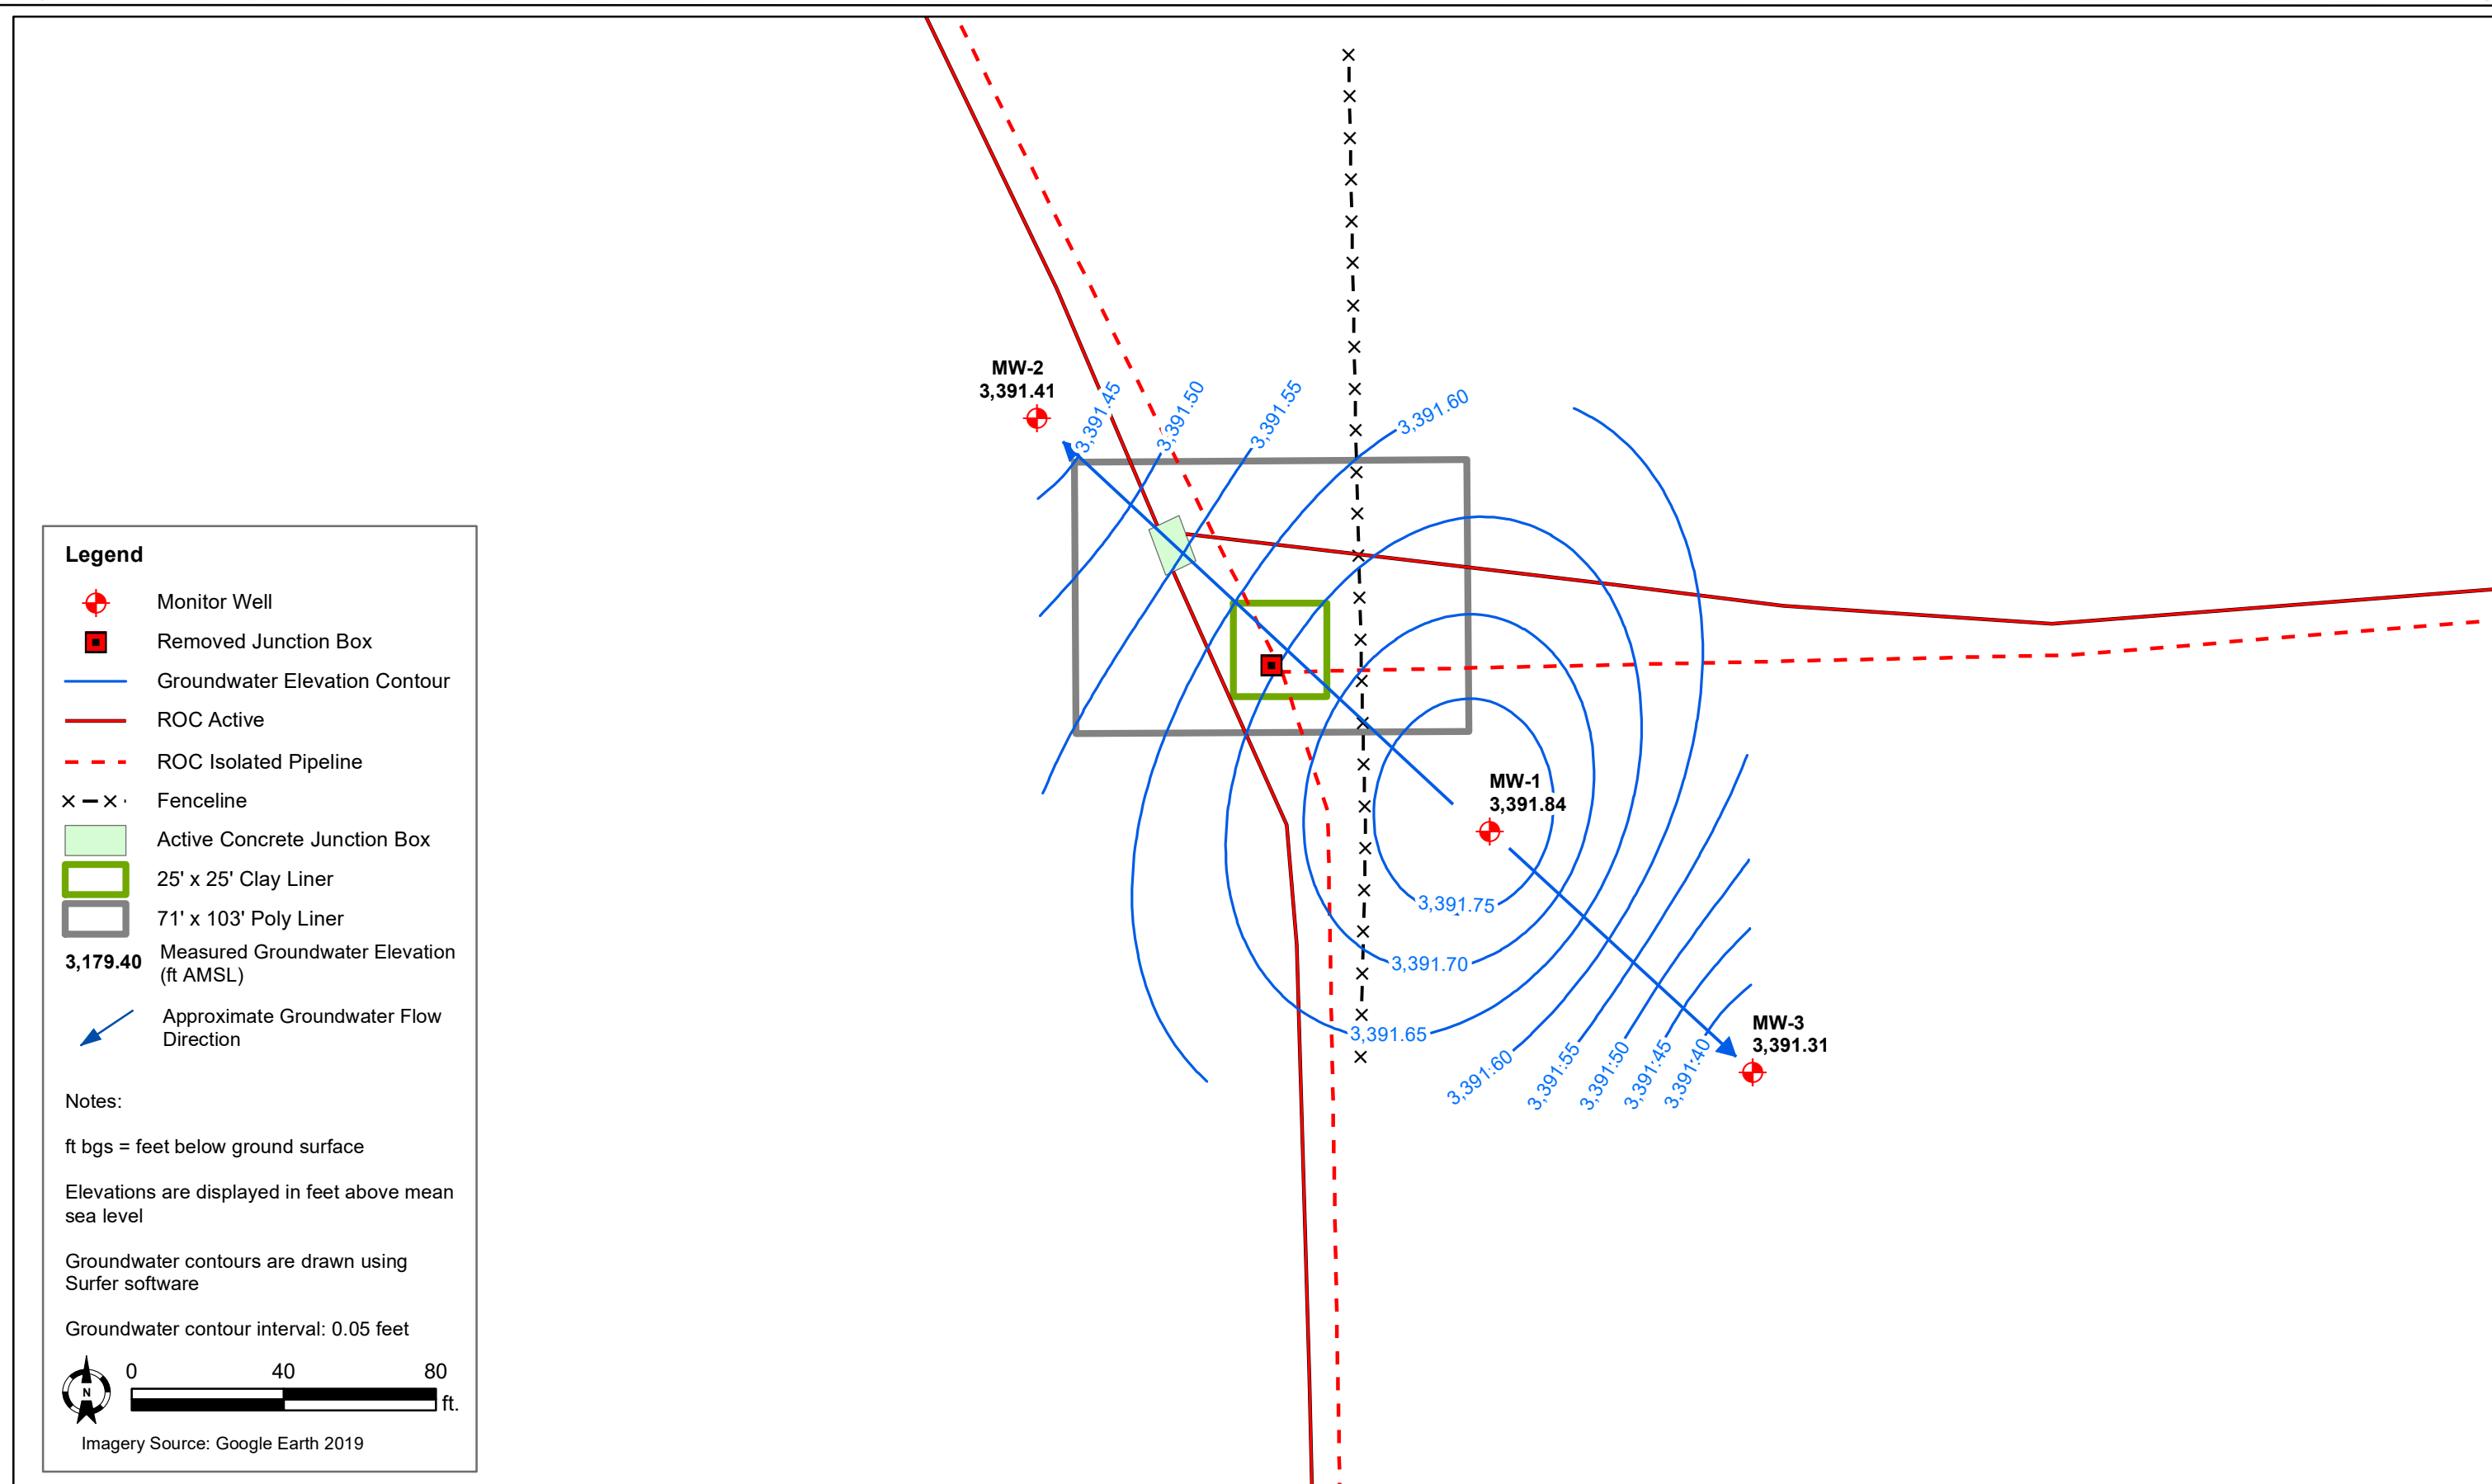 MW-2
3,391.41
3,391.45
3,391.50
3,391.55
3,391.60
MW-1
3,391.84
3,391.75
3,391.70
3,391.65
3,391:60
3,391:55
3,391:50
3,391:45
3,391:40
MW-3
3,391.31
Legend
Monitor Well
Removed Junction Box
Groundwater Elevation Contour
ROC Active
ROC Isolated Pipeline
Fenceline
Active Concrete Junction Box
25' x 25' Clay Liner
71' x 103' Poly Liner
3,179.40 Measured Groundwater Elevation
(ft AMSL)
Approximate Groundwater Flow
Direction
Notes:
ft bgs = feet below ground surface
Elevations are displayed in feet above mean
sea level
Groundwater contours are drawn using
Surfer software
Groundwater contour interval: 0.05 feet
N
0 40 80
ft.
Imagery Source: Google Earth 2019